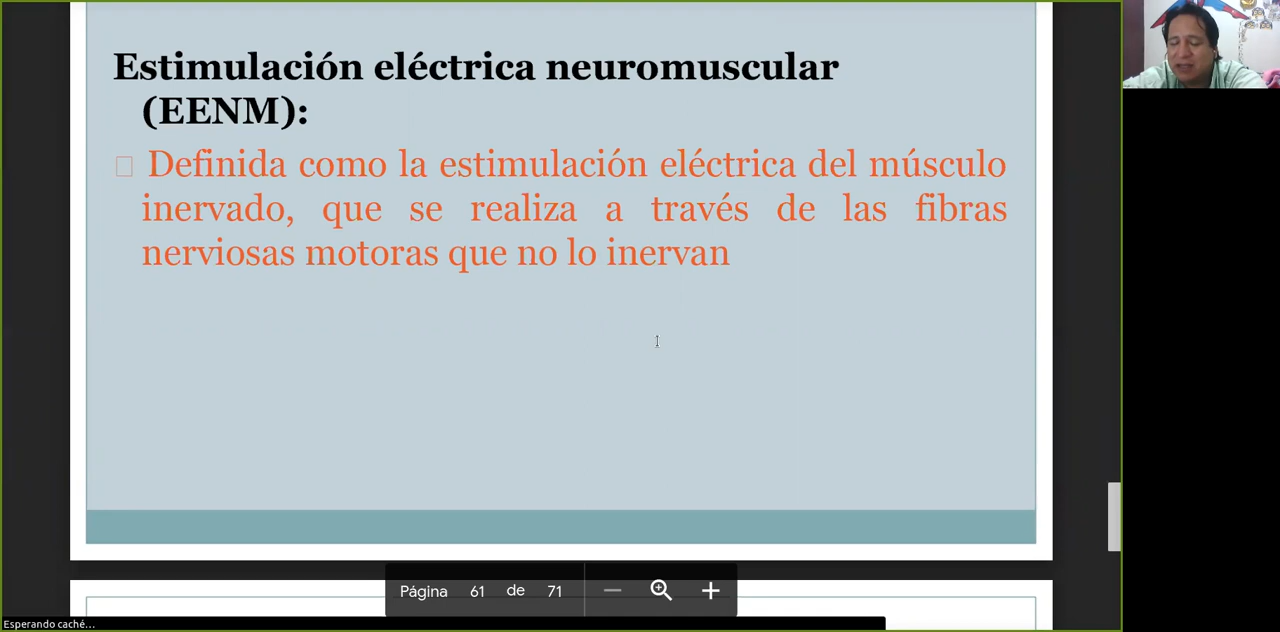 Estimulación eléctrica neuromuscular
(EENM):
Definida como la estimulación eléctrica del músculo
inervado, que se realiza a través de las fibras
nerviosas motoras que no lo inervan
Página 61 de 71
Esperando caché...